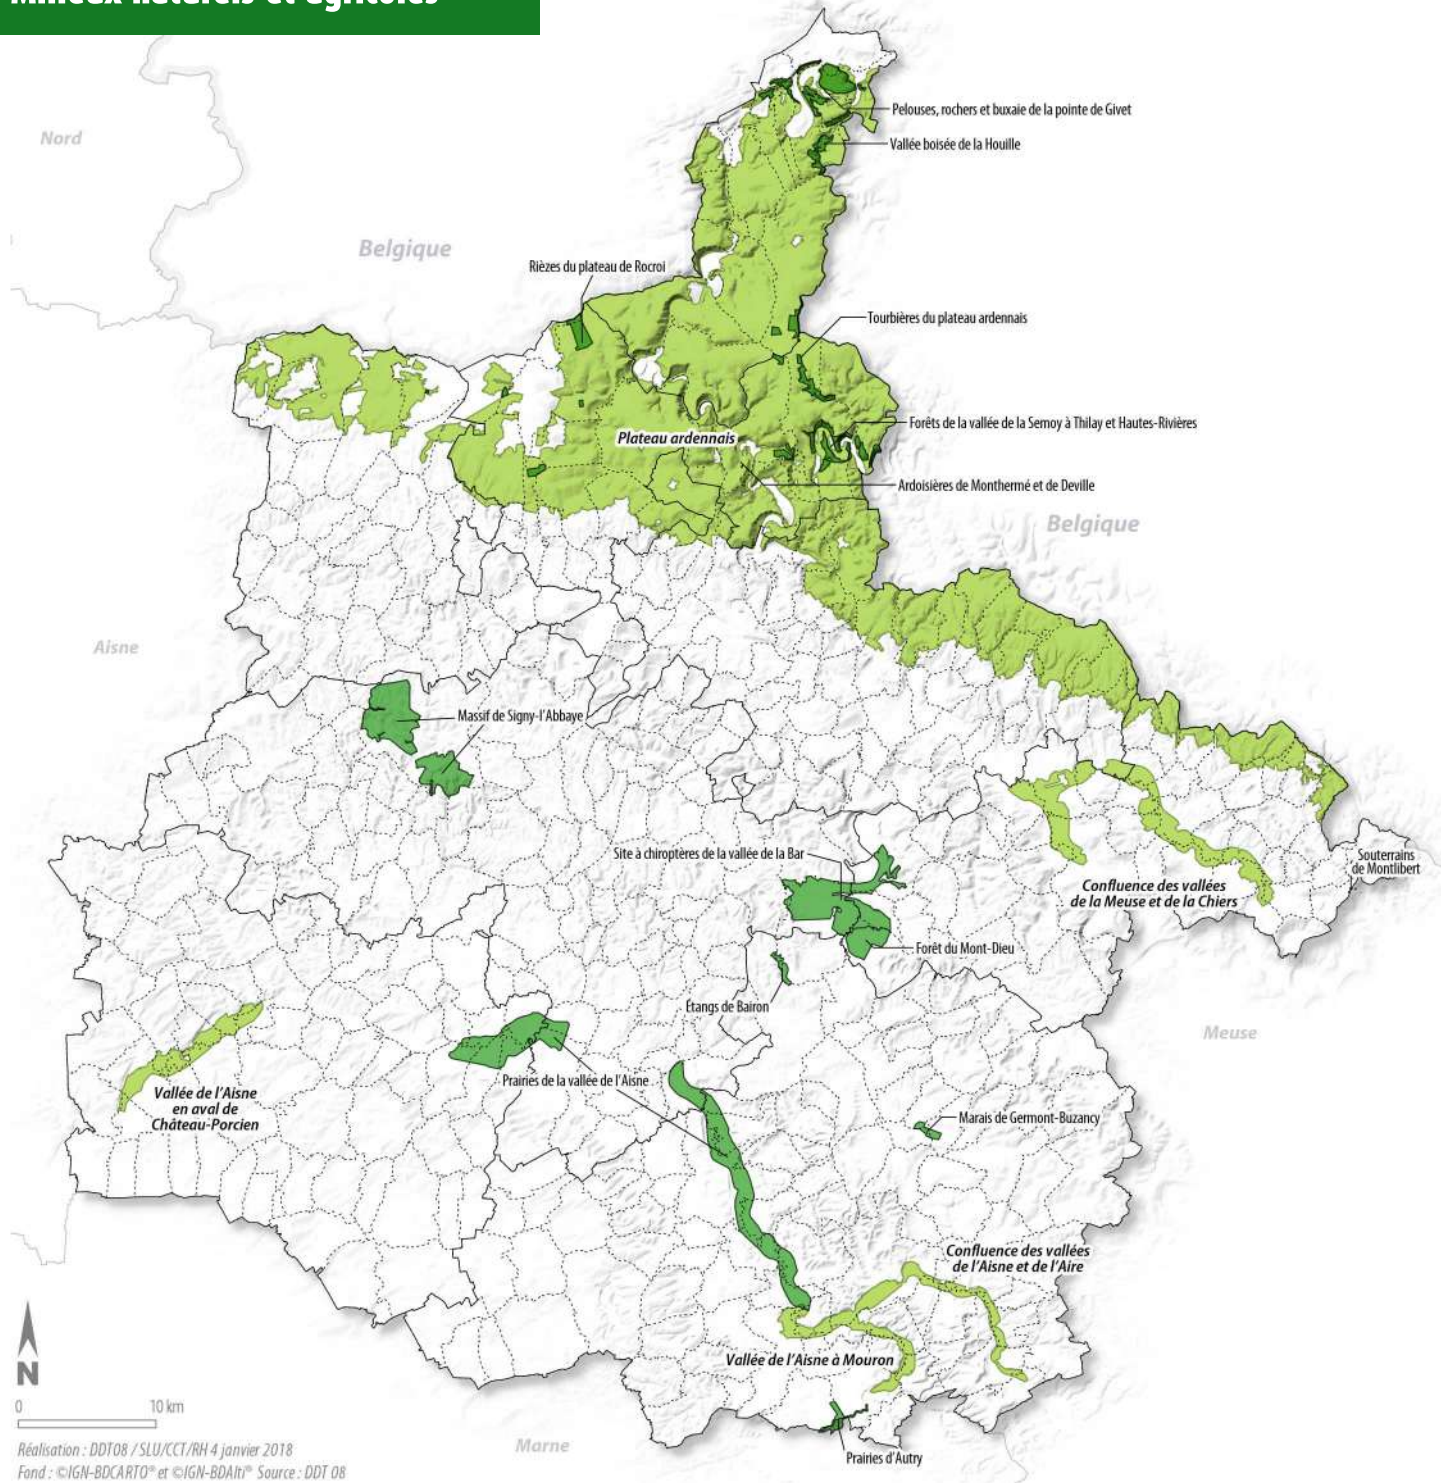 Milieux naturels et agricoles
Nord
Belgique
Pelouses, rochers et buxaie de la pointe de Givet
Vallée boisée de la Houille
Rièzes du plateau de Rocroi
Tourbières du plateau ardennais
Forêts de la vallée de la Semoy à Thilay et Hautes-Rivières
Plateau ardennais
Ardoisières de Monthermé et de Deville
Belgique
Aisne
Massif de Signy-l'Abbaye
Site à chiroptères de la vallée de la Bar
Souterrains
de Montlibert
Confluence des vallées
de la Meuse et de la Chiers
Forêt du Mont-Dieu
Étangs de Bairon
Meuse
Prairies de la vallée de l'Aisne
Vallée de l'Aisne
en aval de
Château-Porcien
Marais de Germont-Buzancy
Confluence des vallées
de l'Aisne et de l'Aire
Vallée de l'Aisne à Mouron
N
0 10 km
Marne
Prairies d'Autry
Réalisation : DDT08 / SLU/CCT/RH 4 janvier 2018
Fond : ©IGN-BDCARTO® et ©IGN-BDAlti® Source : DDT 08